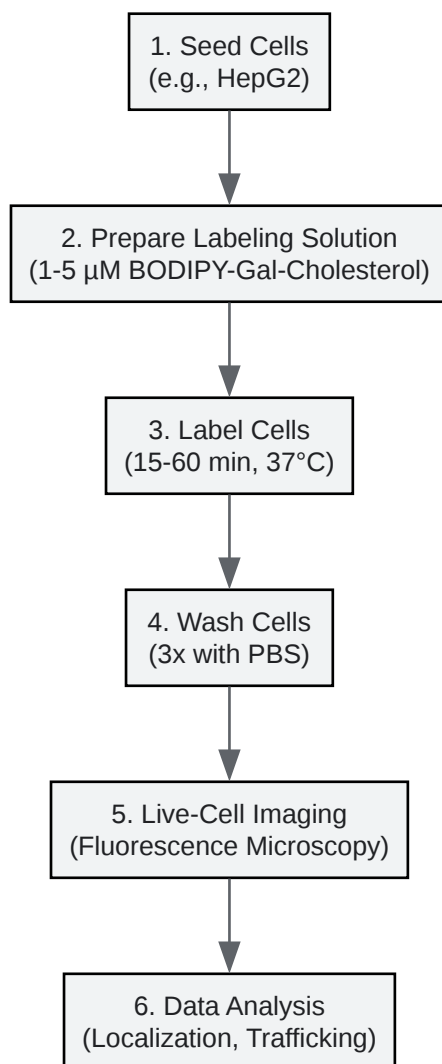 1. Seed Cells
(e.g., HepG2)
2. Prepare Labeling Solution
(1-5 µM BODIPY-Gal-Cholesterol)
3. Label Cells
(15-60 min, 37°C)
4. Wash Cells
(3x with PBS)
5. Live-Cell Imaging
(Fluorescence Microscopy)
6. Data Analysis
(Localization, Trafficking)